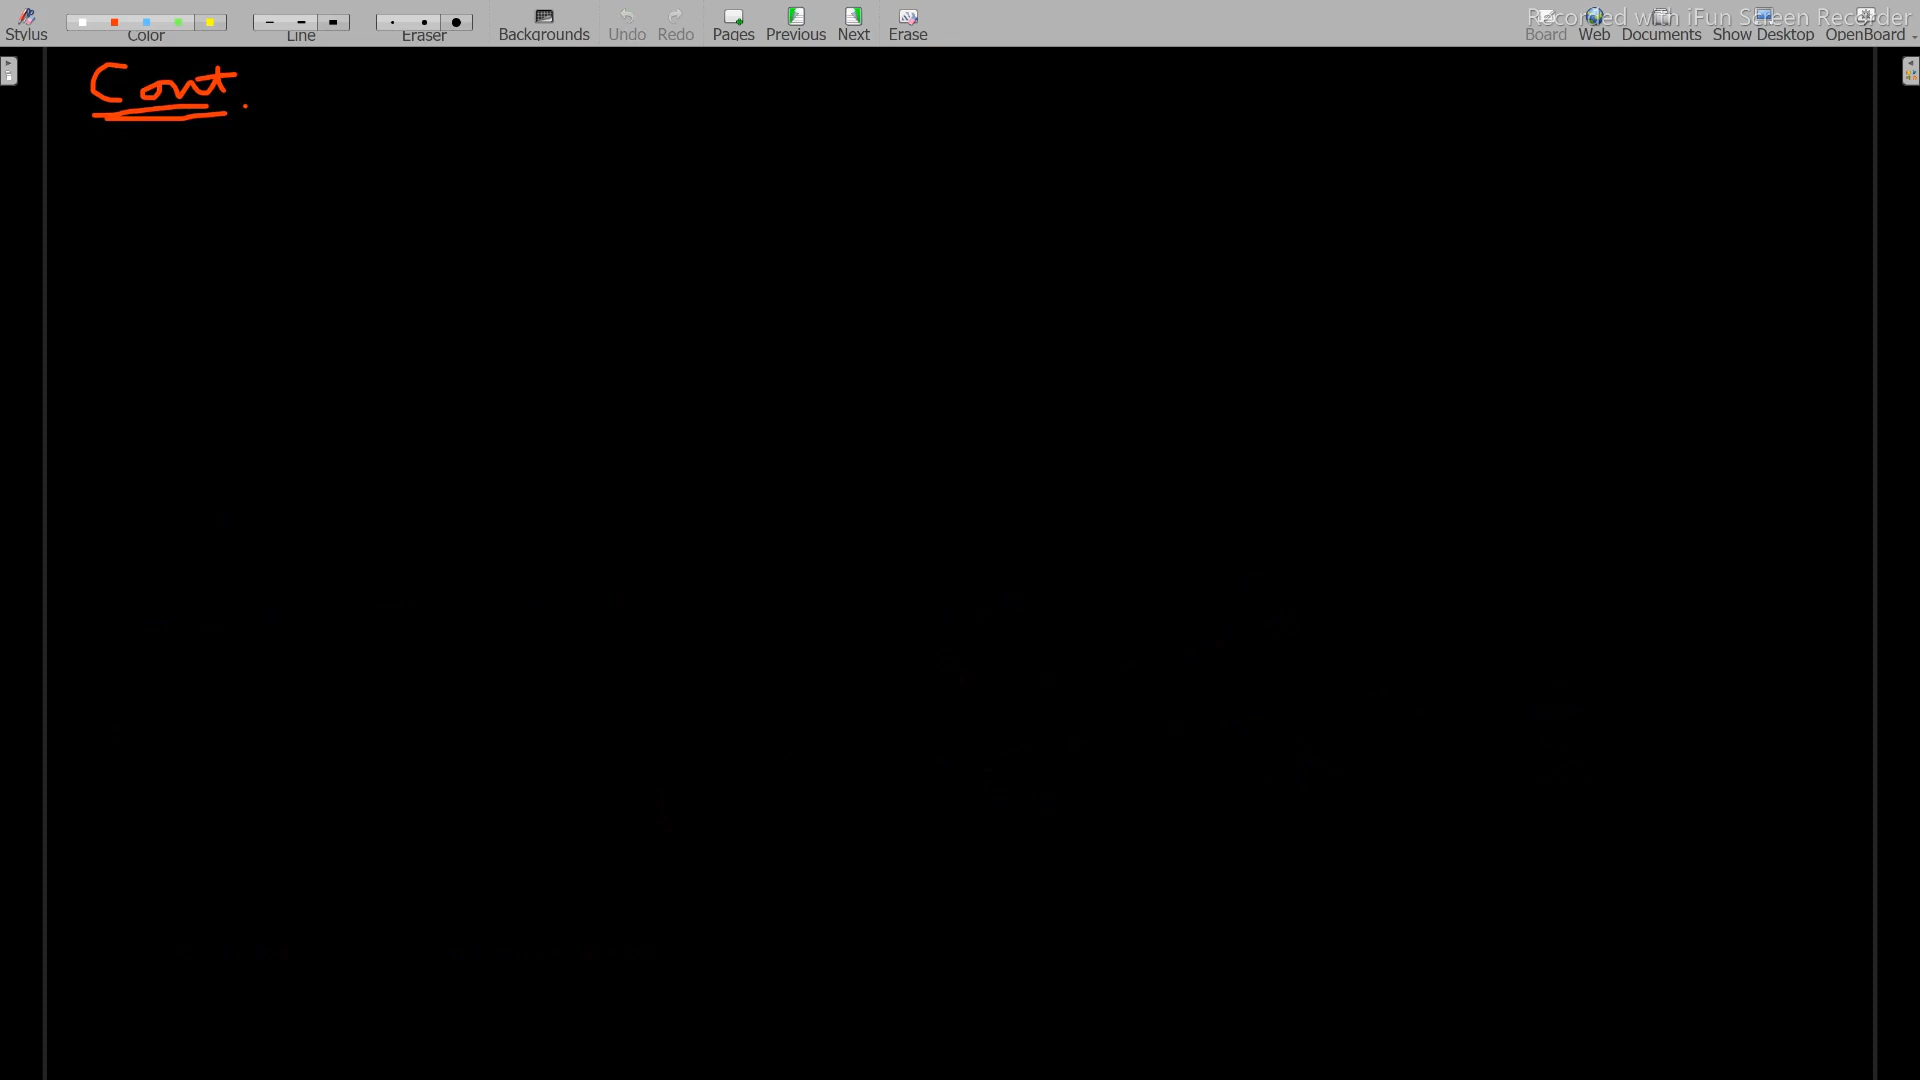 Recorded with iFun Screen Recorder
Stylus Color Line Eraser Backgrounds Undo Redo Pages Previous Next Erase Board Web Documents Show Desktop OpenBoard
Cont.